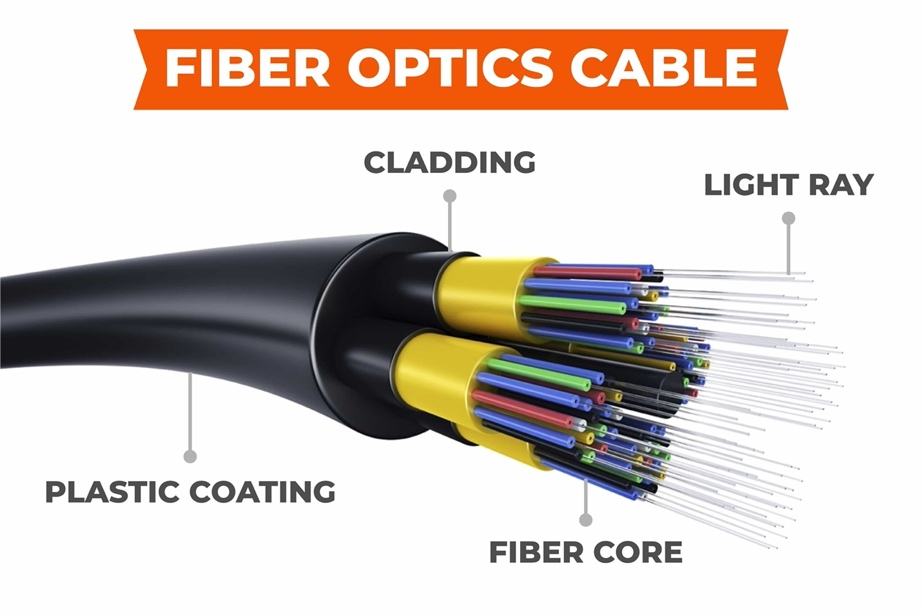 FIBER OPTICS CABLE
CLADDING
LIGHT RAY
PLASTIC COATING
FIBER CORE